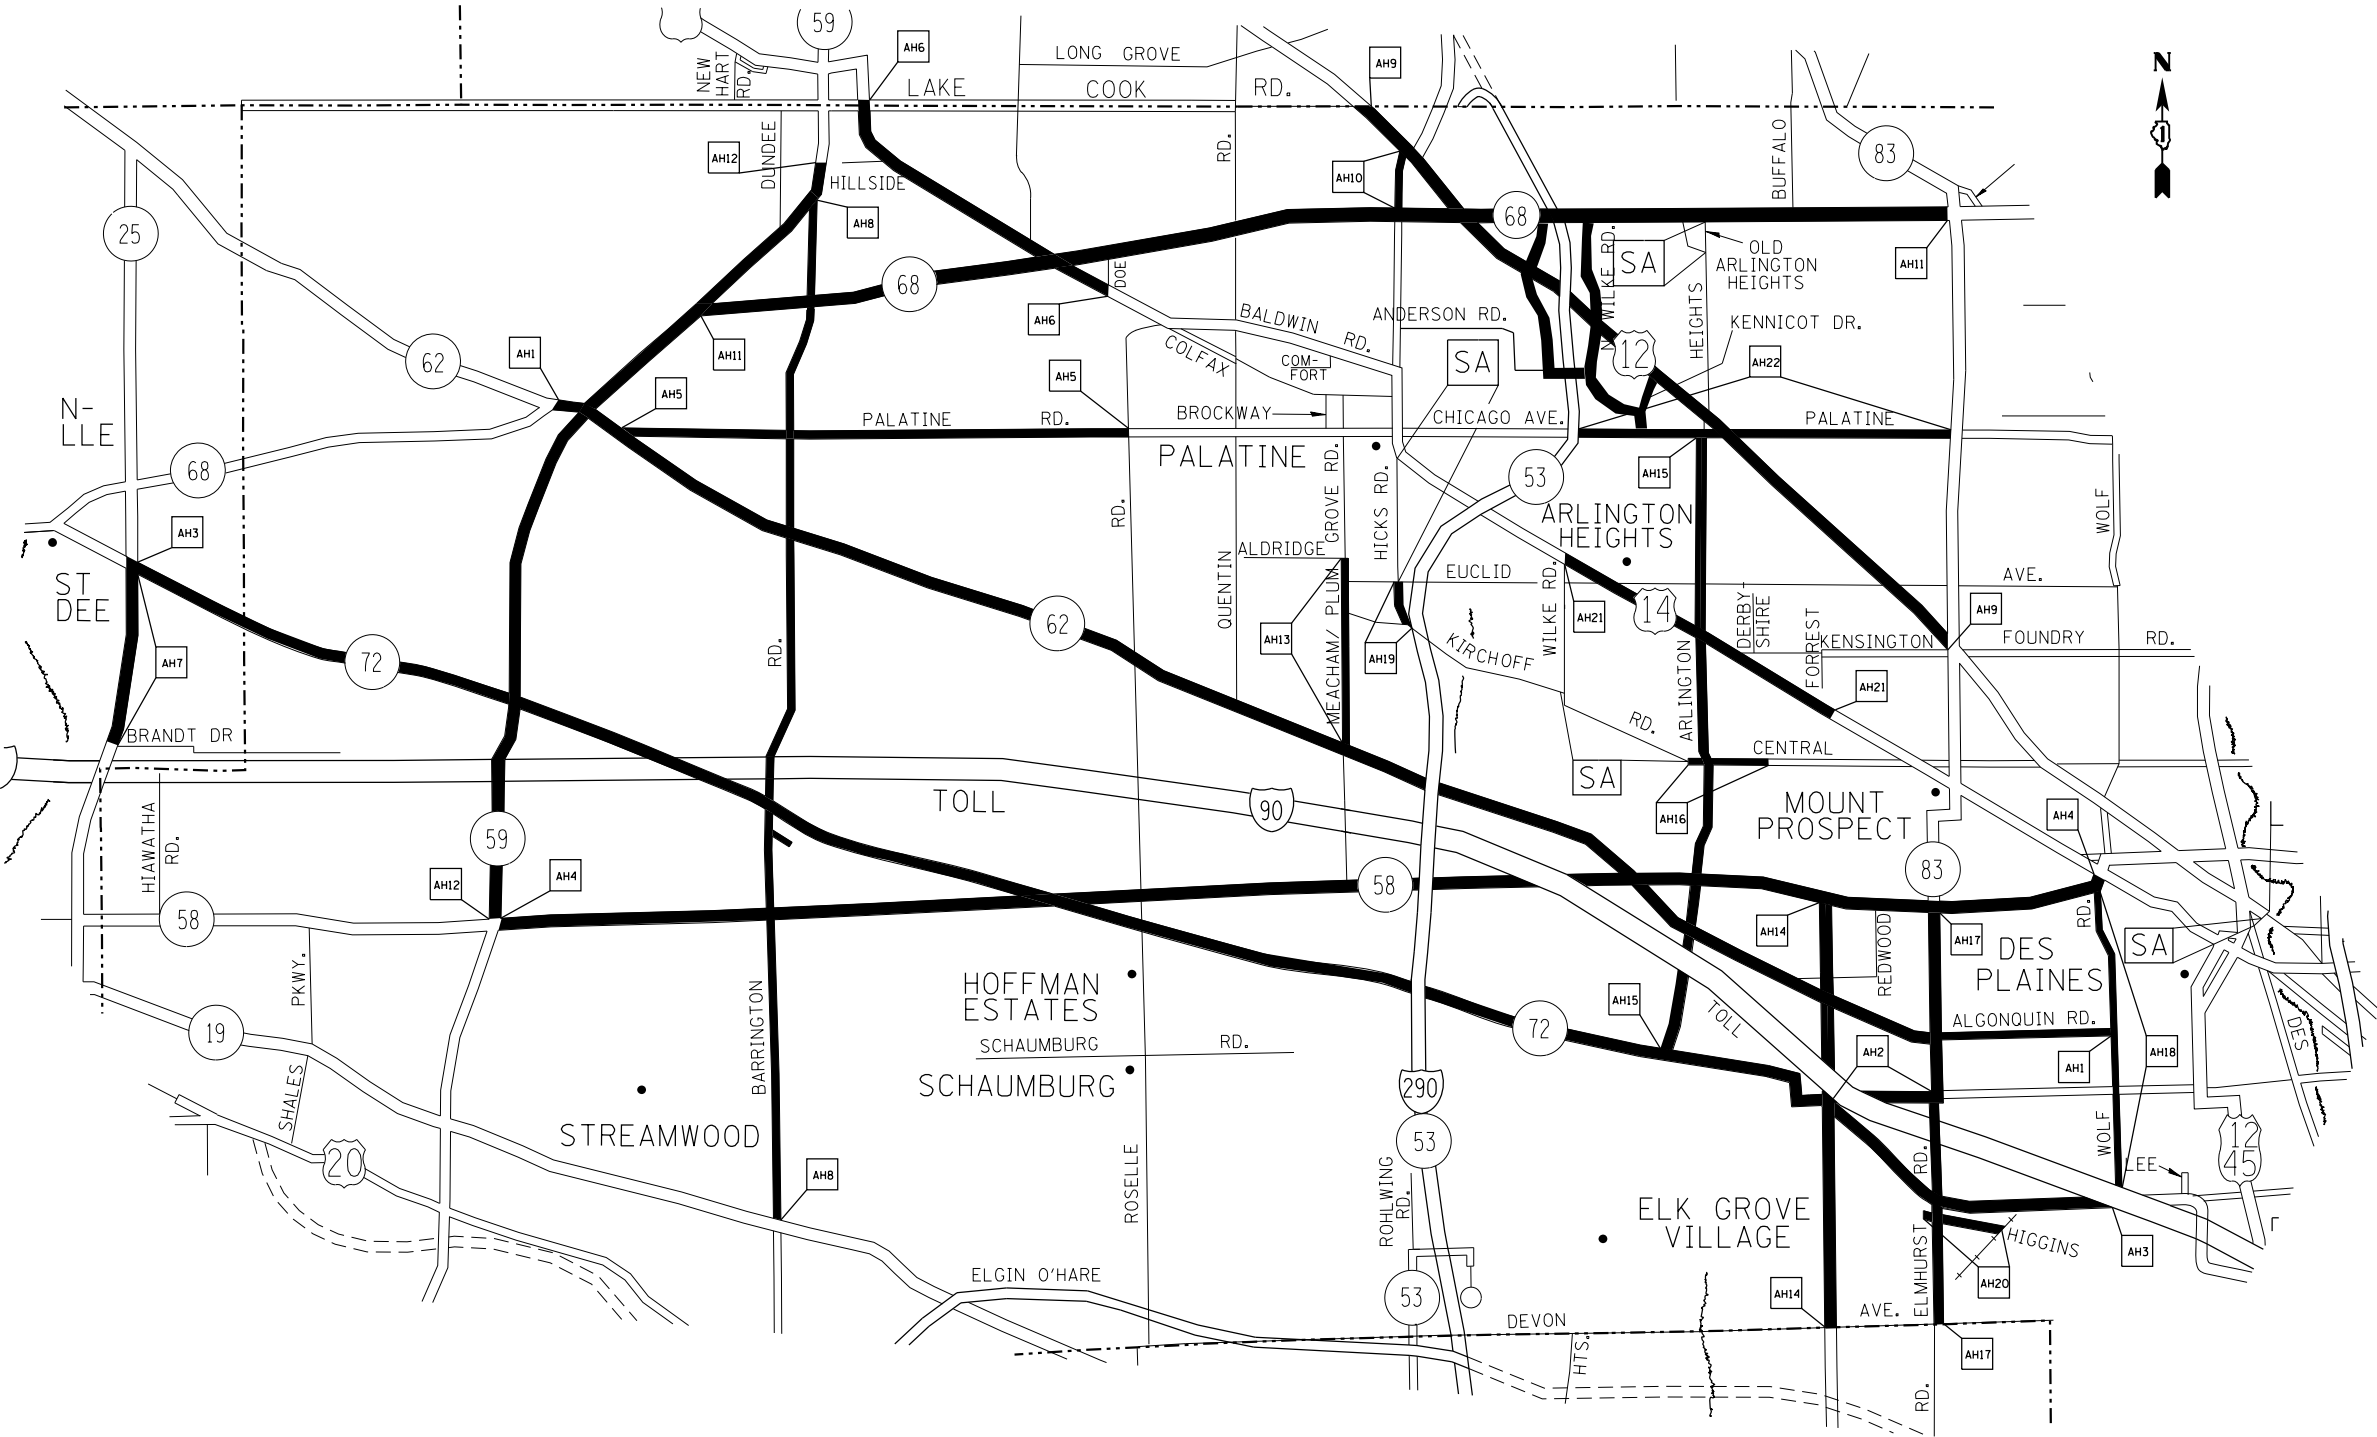 59
N
AH6
LONG GROVE
AH9
NEW
HART
RD.
LAKE COOK RD.
DUNDEE
AH12
HILLSIDE
RD.
AH10
BUFFALO
83
25
AH8
68
68
SA
OLD
ARLINGTON
HEIGHTS
AH11
DOE
AH6
BALDWIN RD.
ANDERSON RD.
N. WILKE RD.
HEIGHTS
KENNICOT DR.
62
AH1
AH11
COLFAX
COM-
FORT
SA
12
AH22
AH5
AH5
N-
LLE
PALATINE RD.
BROCKWAY
CHICAGO AVE.
PALATINE
PALATINE
68
53
AH15
GROVE RD.
HICKS RD.
RD.
WOLF
ARLINGTON
HEIGHTS
AH3
ALDRIDGE
EUCLID
AVE.
ST
DEE
QUENTIN
MEACHAM/ PLUM
WILKE RD.
AH21
14
DERBY-
SHIRE
FORREST
AH9
62
AH13
AH19
KIRCHOFF
RD.
KENSINGTON
FOUNDRY RD.
72
AH7
RD.
ARLINGTON
AH21
BRANDT DR
CENTRAL
SA
TOLL
90
HIAWATHA
RD.
AH16
MOUNT
PROSPECT
AH4
59
83
AH12
AH4
58
58
AH14
REDWOOD
AH17
RD.
DES
PLAINES
SA
PKWY.
HOFFMAN
ESTATES
BARRINGTON
AH15
TOLL
19
72
ALGONQUIN RD.
DES
SCHAUMBURG RD.
AH2
AH1
AH18
SHALES
SCHAUMBURG
290
STREAMWOOD
53
WOLF
12
45
20
AH8
ROSELLE
ROHLWING
RD.
RD.
LEE
ELK GROVE
VILLAGE
ELMHURST
HIGGINS
AH3
ELGIN O'HARE
53
AH14
AH20
DEVON AVE.
HTS.
AH17
RD.